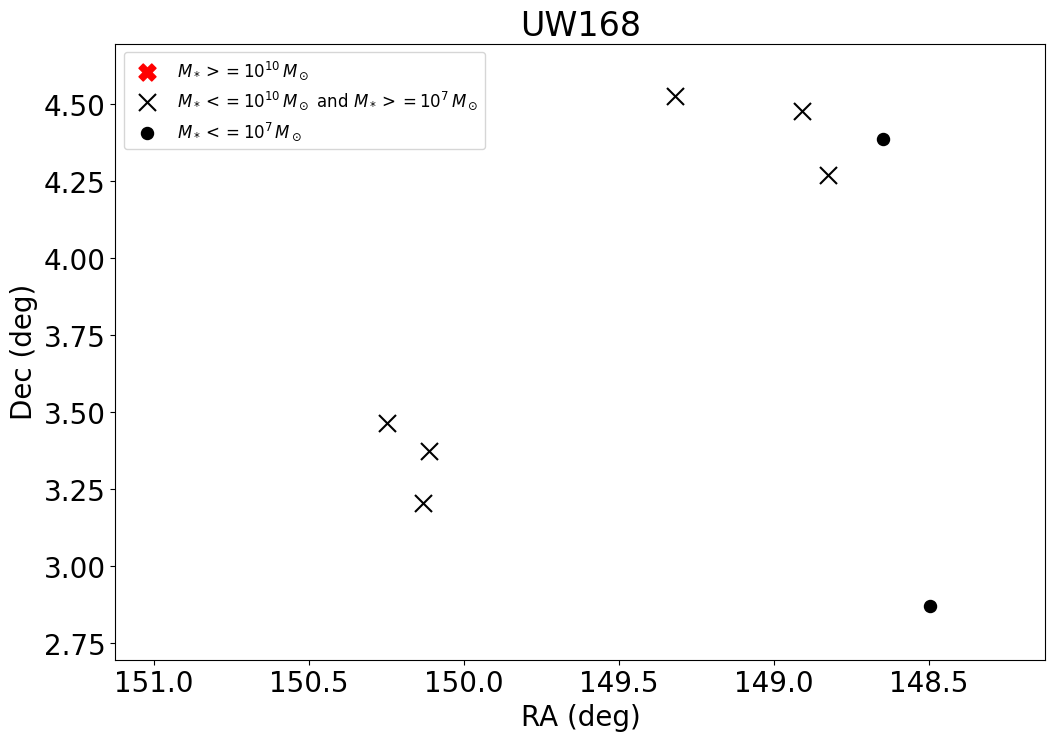 UW168
M* >= 10^10 M⊙
M* <= 10^10 M⊙ and M* >= 10^7 M⊙
M* <= 10^7 M⊙
4.50
4.25
4.00
3.75
3.50
3.25
3.00
2.75
Dec (deg)
151.0 150.5 150.0 149.5 149.0 148.5
RA (deg)